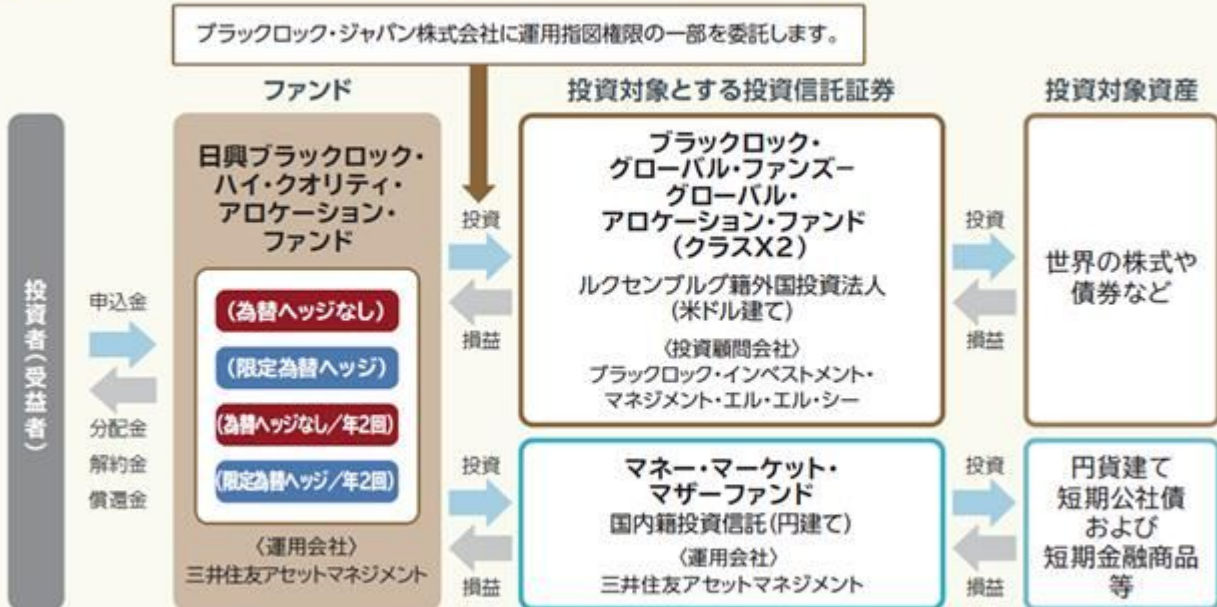 ブラックロック・ジャパン株式会社に運用指図権限の一部を委託します。
ファンド
投資対象とする投資信託証券
投資対象資産
投資者(受益者)
申込金
分配金
解約金
償還金
日興ブラックロック・
ハイ・クオリティ・
アロケーション・
ファンド
(為替ヘッジなし)
(限定為替ヘッジ)
(為替ヘッジなし/年2回)
(限定為替ヘッジ/年2回)
〈運用会社〉
三井住友アセットマネジメント
投資
損益
ブラックロック・
グローバル・ファンズ－
グローバル・
アロケーション・ファンド
(クラスX2)
ルクセンブルグ籍外国投資法人
(米ドル建て)
〈投資顧問会社〉
ブラックロック・インベストメント・
マネジメント・エル・エル・シー
投資
損益
世界の株式や
債券など
投資
損益
マネー・マーケット・
マザーファンド
国内籍投資信託(円建て)
〈運用会社〉
三井住友アセットマネジメント
投資
損益
円貨建て
短期公社債
および
短期金融商品
等